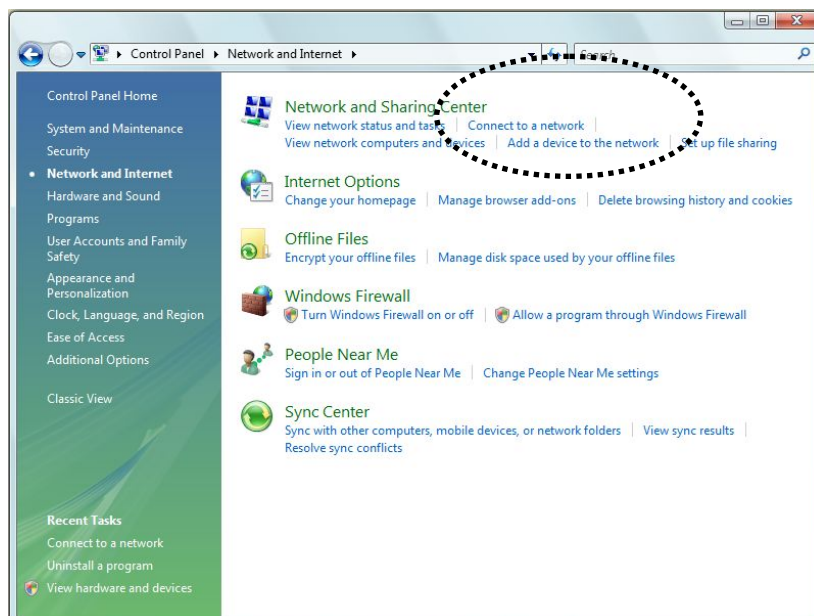 Control Panel ▸ Network and Internet ▸
Search
Control Panel Home
System and Maintenance
Security
Network and Internet
Hardware and Sound
Programs
User Accounts and Family
Safety
Appearance and
Personalization
Clock, Language, and Region
Ease of Access
Additional Options
Classic View
Recent Tasks
Connect to a network
Uninstall a program
View hardware and devices
Network and Sharing Center
View network status and tasks | Connect to a network |
View network computers and devices | Add a device to the network | Set up file sharing
Internet Options
Change your homepage | Manage browser add-ons | Delete browsing history and cookies
Offline Files
Encrypt your offline files | Manage disk space used by your offline files
Windows Firewall
Turn Windows Firewall on or off | Allow a program through Windows Firewall
People Near Me
Sign in or out of People Near Me | Change People Near Me settings
Sync Center
Sync with other computers, mobile devices, or network folders | View sync results |
Resolve sync conflicts